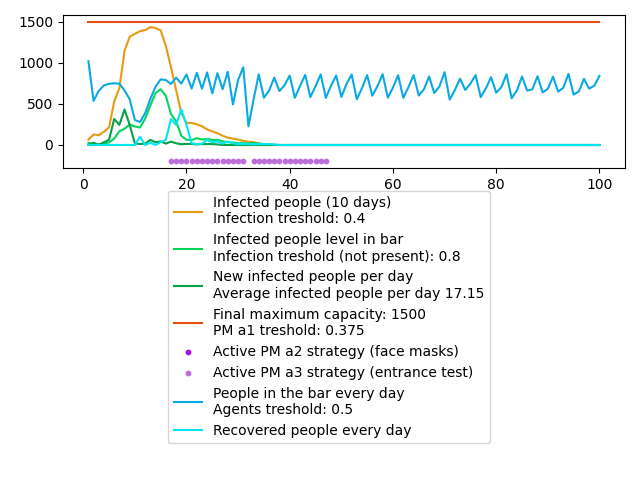 1500
1000
500
0
0 20 40 60 80 100
Infected people (10 days)
Infection treshold: 0.4
Infected people level in bar
Infection treshold (not present): 0.8
New infected people per day
Average infected people per day 17.15
Final maximum capacity: 1500
PM a1 treshold: 0.375
Active PM a2 strategy (face masks)
Active PM a3 strategy (entrance test)
People in the bar every day
Agents treshold: 0.5
Recovered people every day